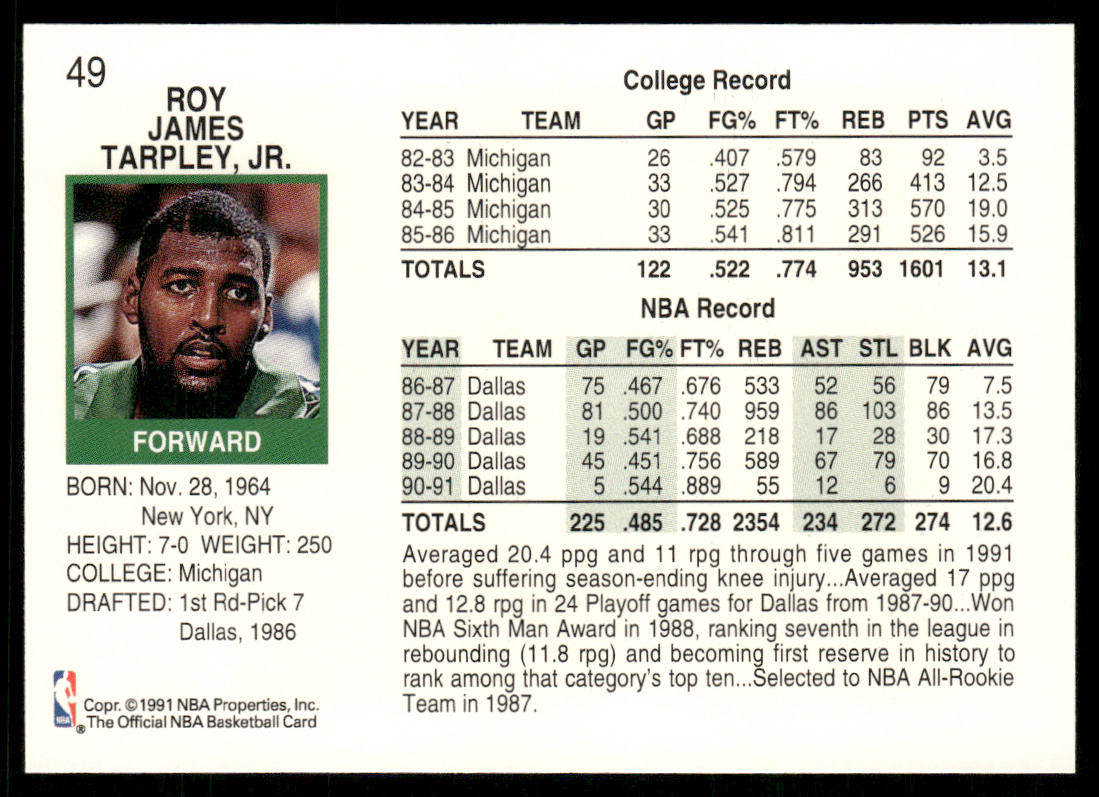 49
ROY
JAMES
TARPLEY, JR.
FORWARD
BORN: Nov. 28, 1964
New York, NY
HEIGHT: 7-0 WEIGHT: 250
COLLEGE: Michigan
DRAFTED: 1st Rd-Pick 7
Dallas, 1986
NBA
® Copr. ©1991 NBA Properties, Inc.
The Official NBA Basketball Card
College Record
YEAR TEAM GP FG% FT% REB PTS AVG
82-83 Michigan 26 .407 .579 83 92 3.5
83-84 Michigan 33 .527 .794 266 413 12.5
84-85 Michigan 30 .525 .775 313 570 19.0
85-86 Michigan 33 .541 .811 291 526 15.9
TOTALS 122 .522 .774 953 1601 13.1
NBA Record
YEAR TEAM GP FG% FT% REB AST STL BLK AVG
86-87 Dallas 75 .467 .676 533 52 56 79 7.5
87-88 Dallas 81 .500 .740 959 86 103 86 13.5
88-89 Dallas 19 .541 .688 218 17 28 30 17.3
89-90 Dallas 45 .451 .756 589 67 79 70 16.8
90-91 Dallas 5 .544 .889 55 12 6 9 20.4
TOTALS 225 .485 .728 2354 234 272 274 12.6
Averaged 20.4 ppg and 11 rpg through five games in 1991
before suffering season-ending knee injury...Averaged 17 ppg
and 12.8 rpg in 24 Playoff games for Dallas from 1987-90...Won
NBA Sixth Man Award in 1988, ranking seventh in the league in
rebounding (11.8 rpg) and becoming first reserve in history to
rank among that category's top ten...Selected to NBA All-Rookie
Team in 1987.